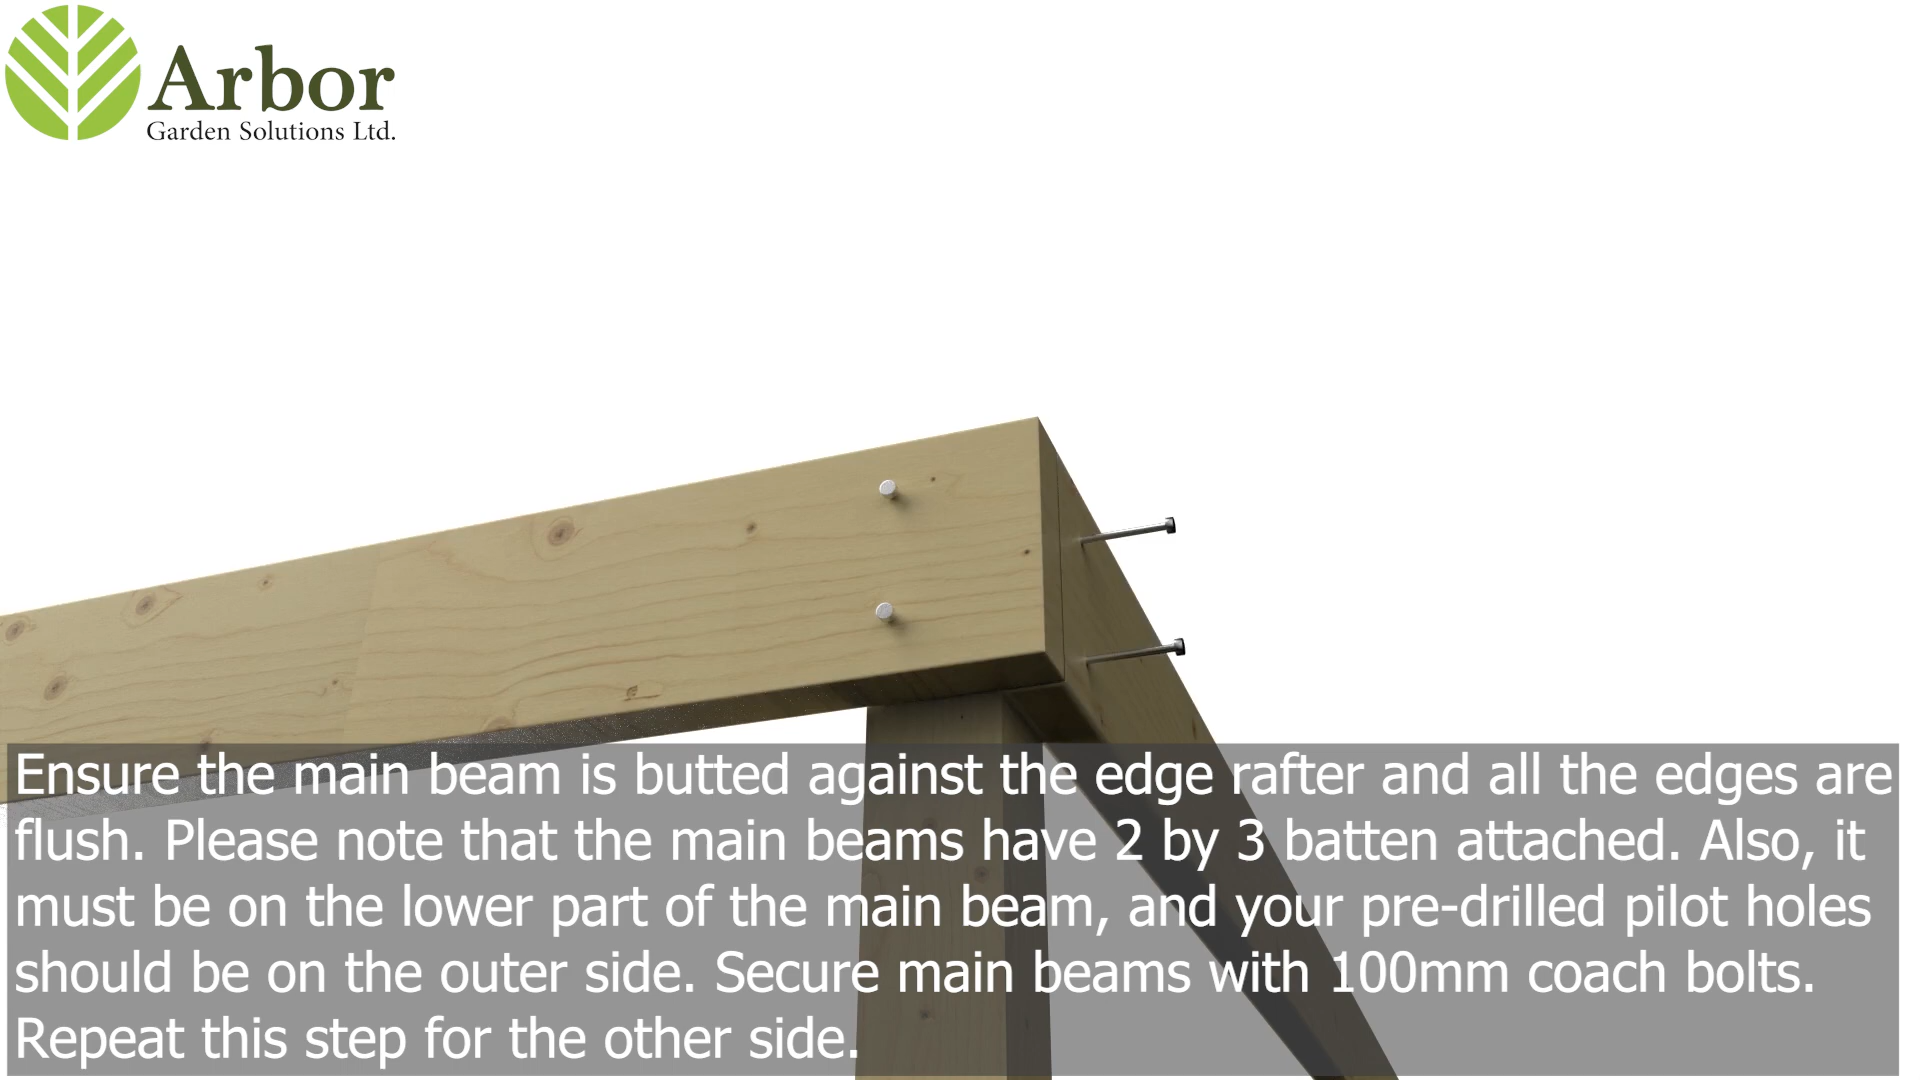 Arbor
Garden Solutions Ltd.
Ensure the main beam is butted against the edge rafter and all the edges are
flush. Please note that the main beams have 2 by 3 batten attached. Also, it
must be on the lower part of the main beam, and your pre-drilled pilot holes
should be on the outer side. Secure main beams with 100mm coach bolts.
Repeat this step for the other side.